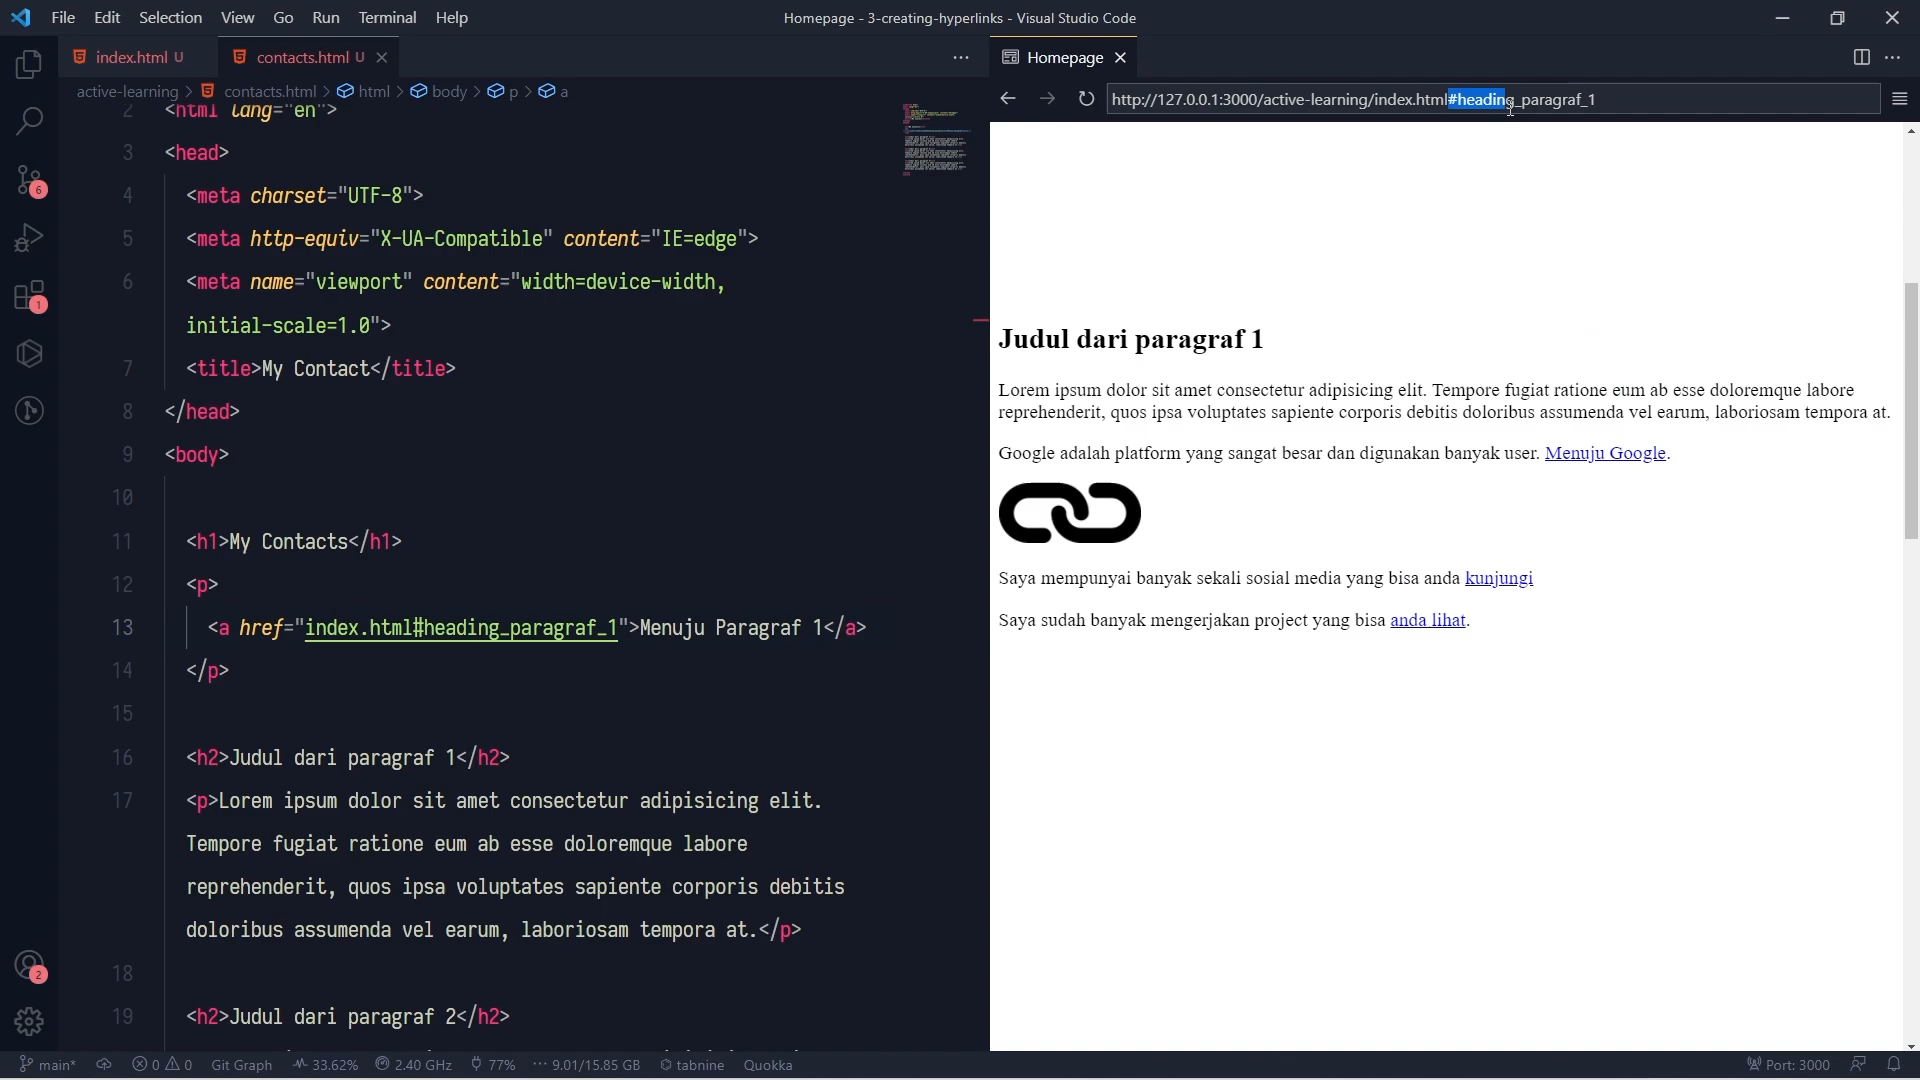 File Edit Selection View Go Run Terminal Help
Homepage - 3-creating-hyperlinks - Visual Studio Code
index.html U
contacts.html U
Homepage
active-learning > contacts.html > html > body > p > a
http://127.0.0.1:3000/active-learning/index.html#heading_paragraf_1
2 <html lang="en">
3 <head>
4 <meta charset="UTF-8">
5 <meta http-equiv="X-UA-Compatible" content="IE=edge">
6 <meta name="viewport" content="width=device-width,
initial-scale=1.0">
7 <title>My Contact</title>
8 </head>
9 <body>
10
11 <h1>My Contacts</h1>
12 <p>
13 <a href="index.html#heading_paragraf_1">Menuju Paragraf 1</a>
14 </p>
15
16 <h2>Judul dari paragraf 1</h2>
17 <p>Lorem ipsum dolor sit amet consectetur adipisicing elit.
Tempore fugiat ratione eum ab esse doloremque labore
reprehenderit, quos ipsa voluptates sapiente corporis debitis
doloribus assumenda vel earum, laboriosam tempora at.</p>
18
19 <h2>Judul dari paragraf 2</h2>
Judul dari paragraf 1
Lorem ipsum dolor sit amet consectetur adipisicing elit. Tempore fugiat ratione eum ab esse doloremque labore
reprehenderit, quos ipsa voluptates sapiente corporis debitis doloribus assumenda vel earum, laboriosam tempora at.
Google adalah platform yang sangat besar dan digunakan banyak user. Menuju Google.
Saya mempunyai banyak sekali sosial media yang bisa anda kunjungi
Saya sudah banyak mengerjakan project yang bisa anda lihat.
6
1
2
main* 0 0 Git Graph 33.62% 2.40 GHz 77% 9.01/15.85 GB tabnine Quokka Port: 3000